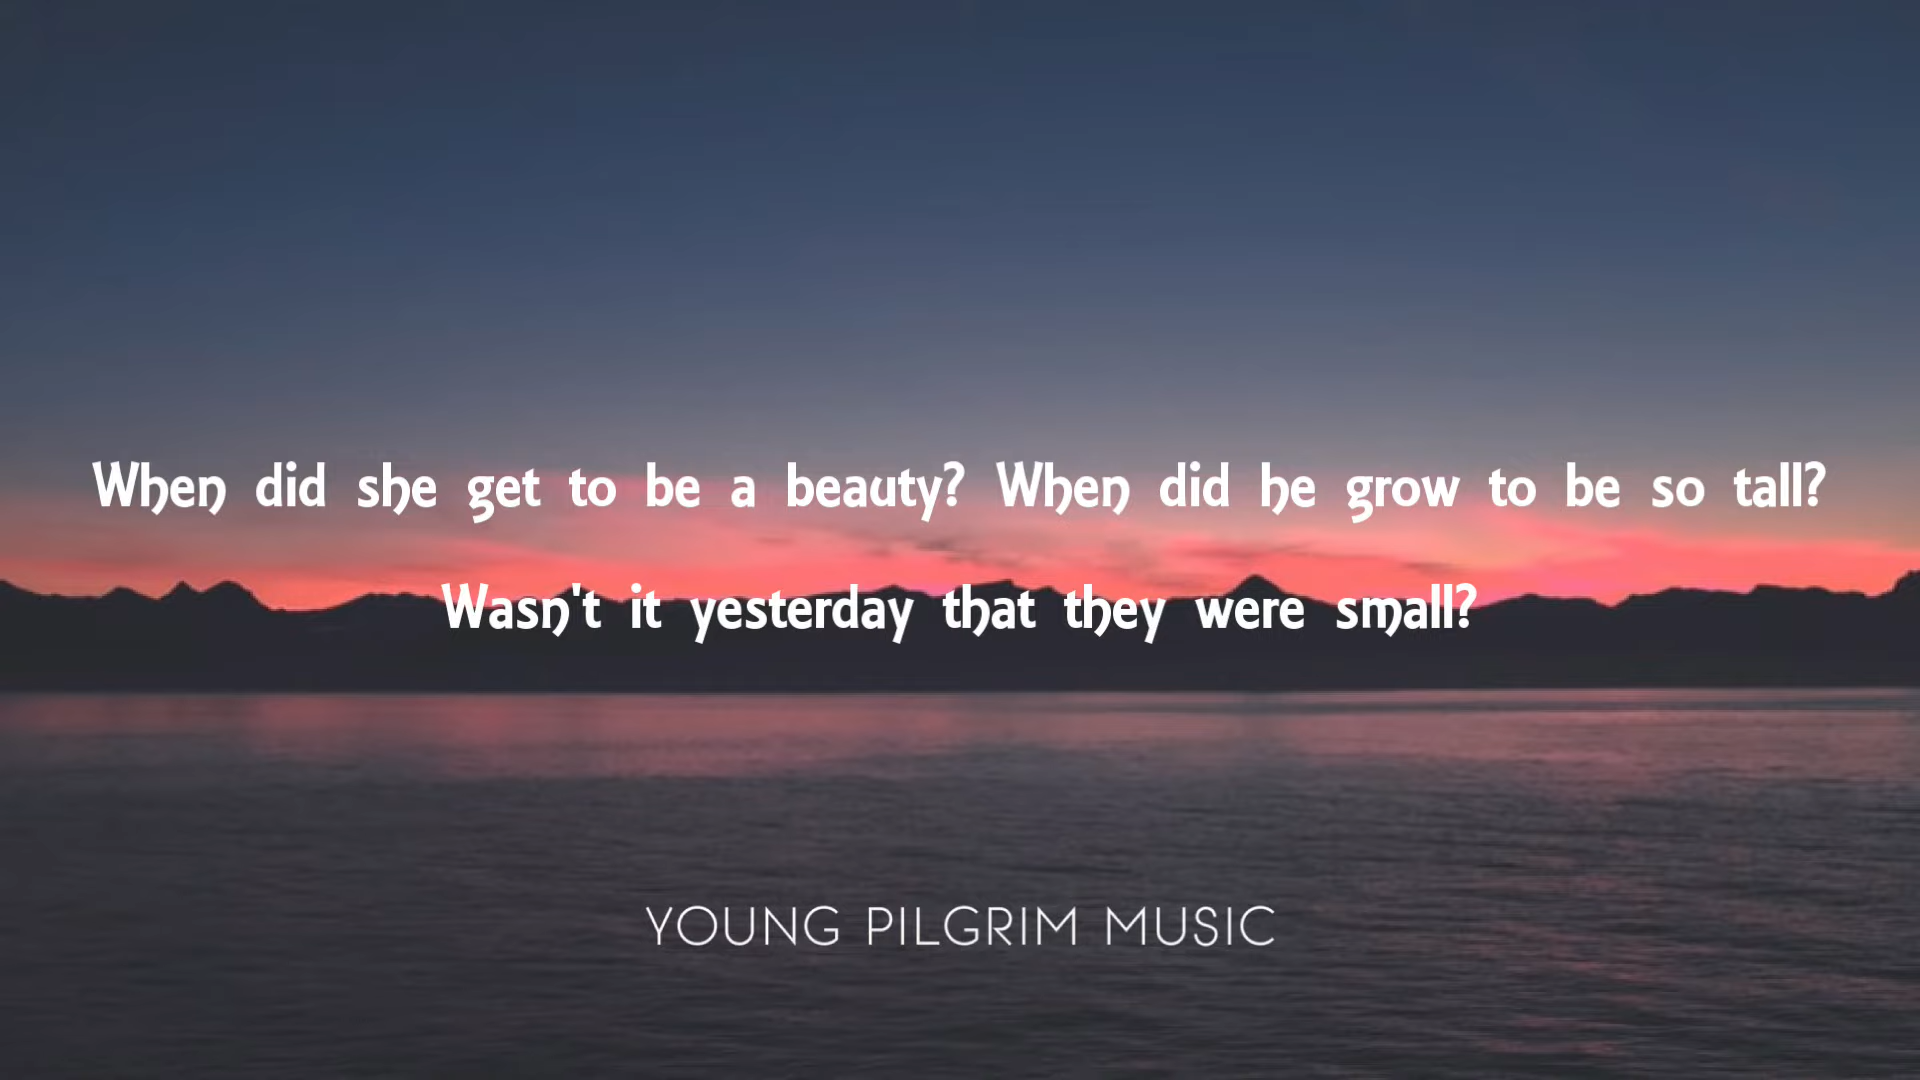 When did she get to be a beauty? When did he grow to be so tall?
Wasn't it yesterday that they were small?
YOUNG PILGRIM MUSIC